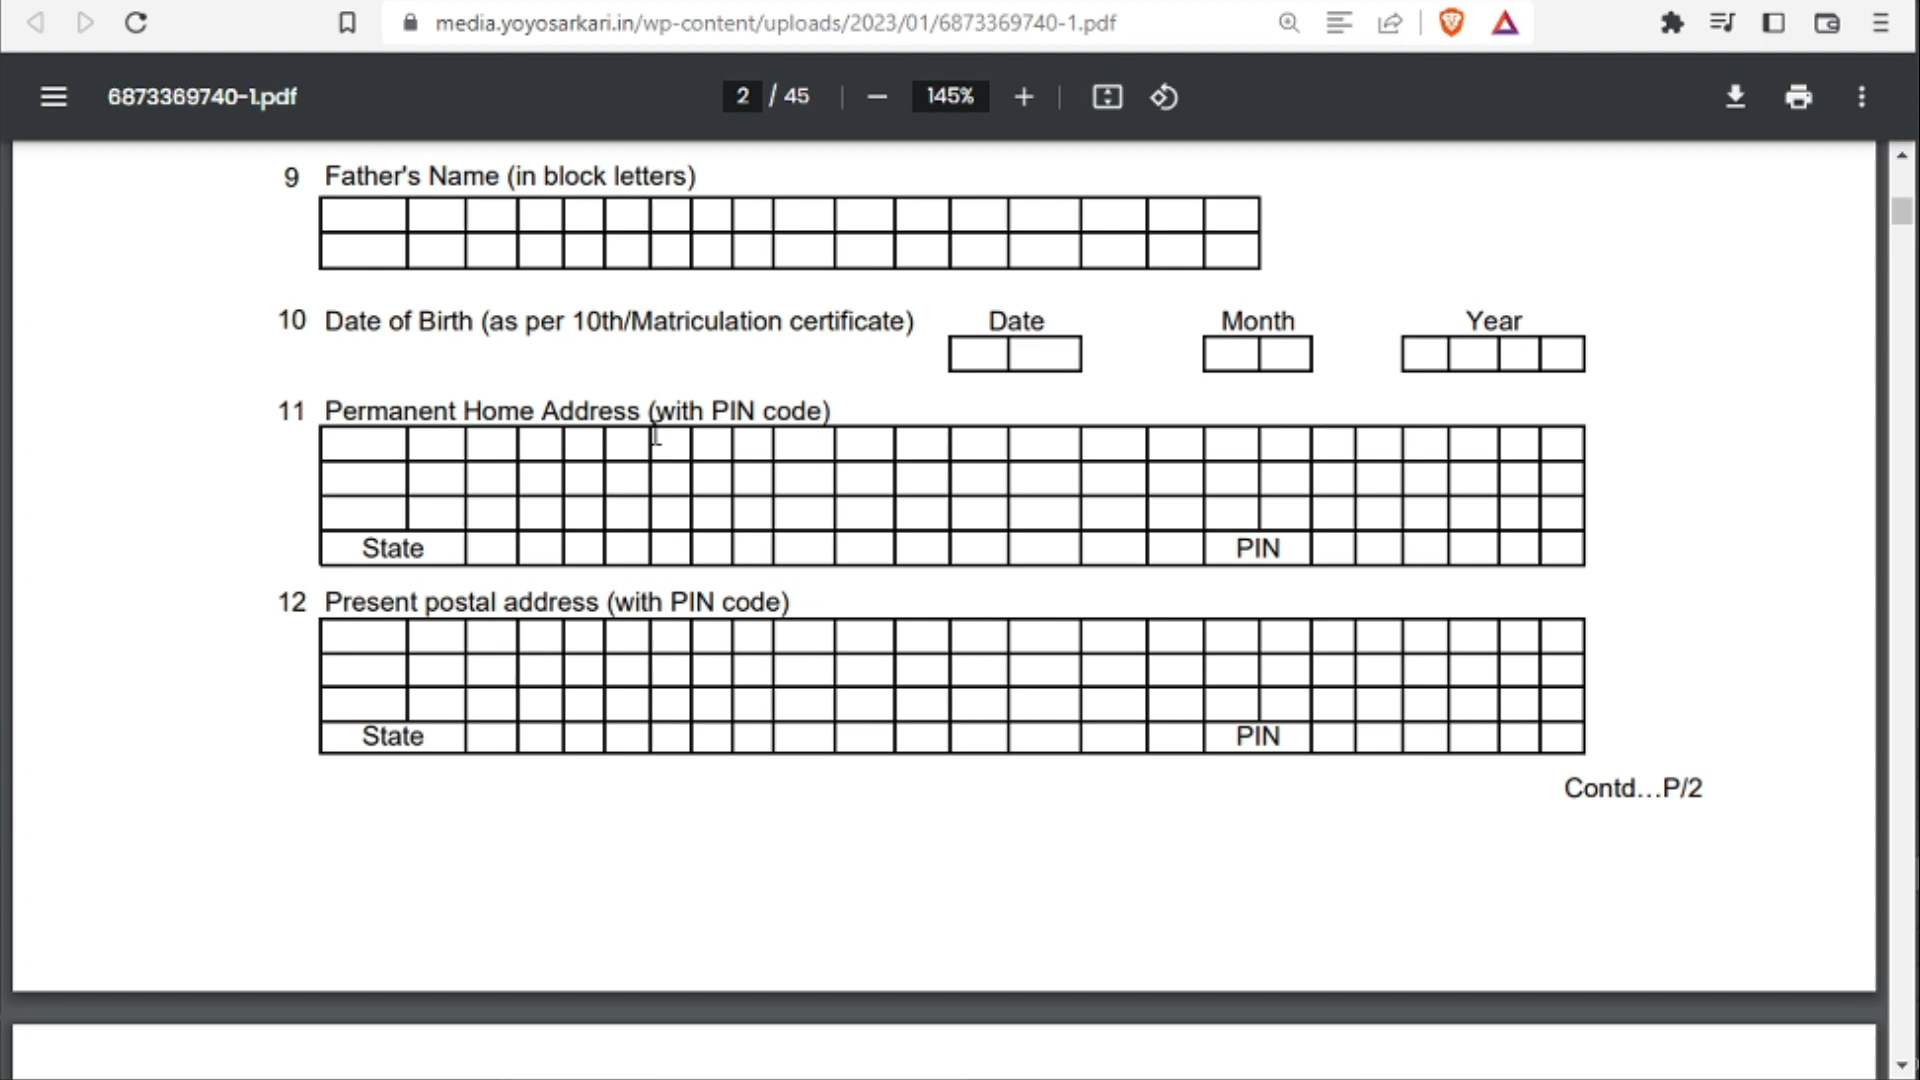 media.yoyosarkari.in/wp-content/uploads/2023/01/6873369740-1.pdf
6873369740-1.pdf
2 / 45
145%
9 Father's Name (in block letters)
10 Date of Birth (as per 10th/Matriculation certificate) Date Month Year
11 Permanent Home Address (with PIN code)
State PIN
12 Present postal address (with PIN code)
State PIN
Contd…P/2